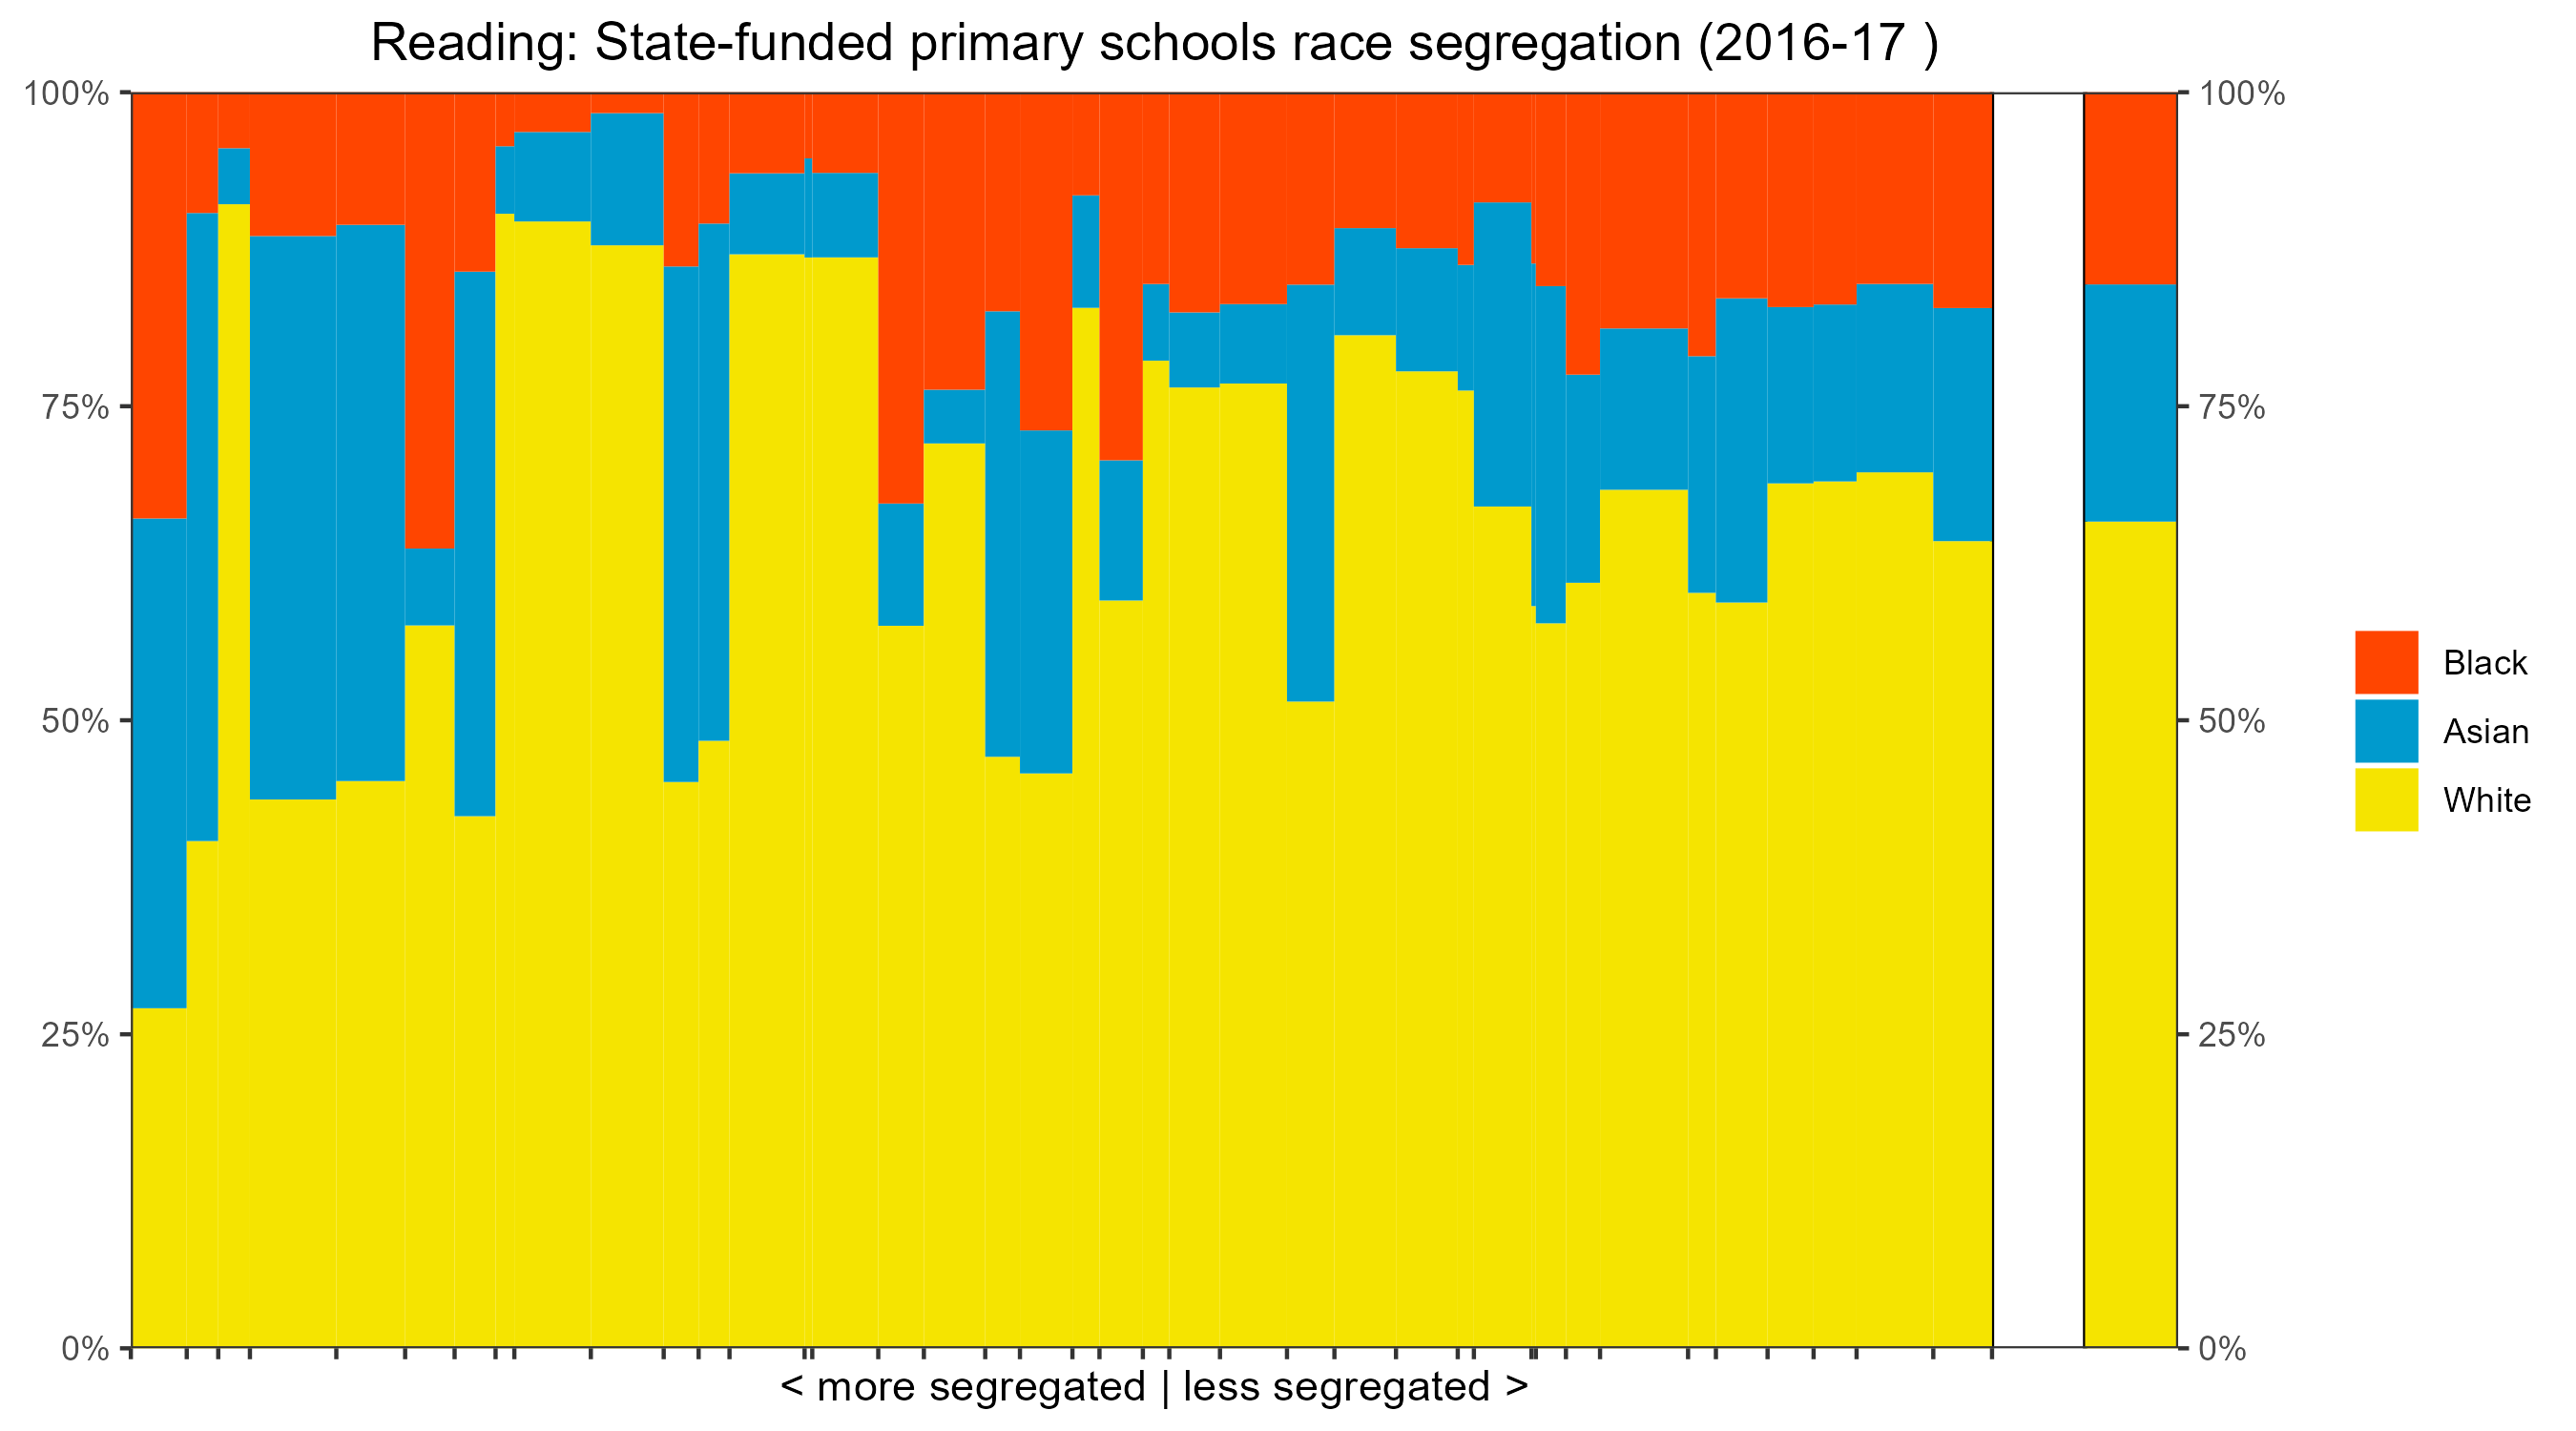 Reading: State-funded primary schools race segregation (2016-17 )
100%
75%
50%
25%
0%
100%
75%
50%
25%
0%
Black
Asian
White
< more segregated | less segregated >